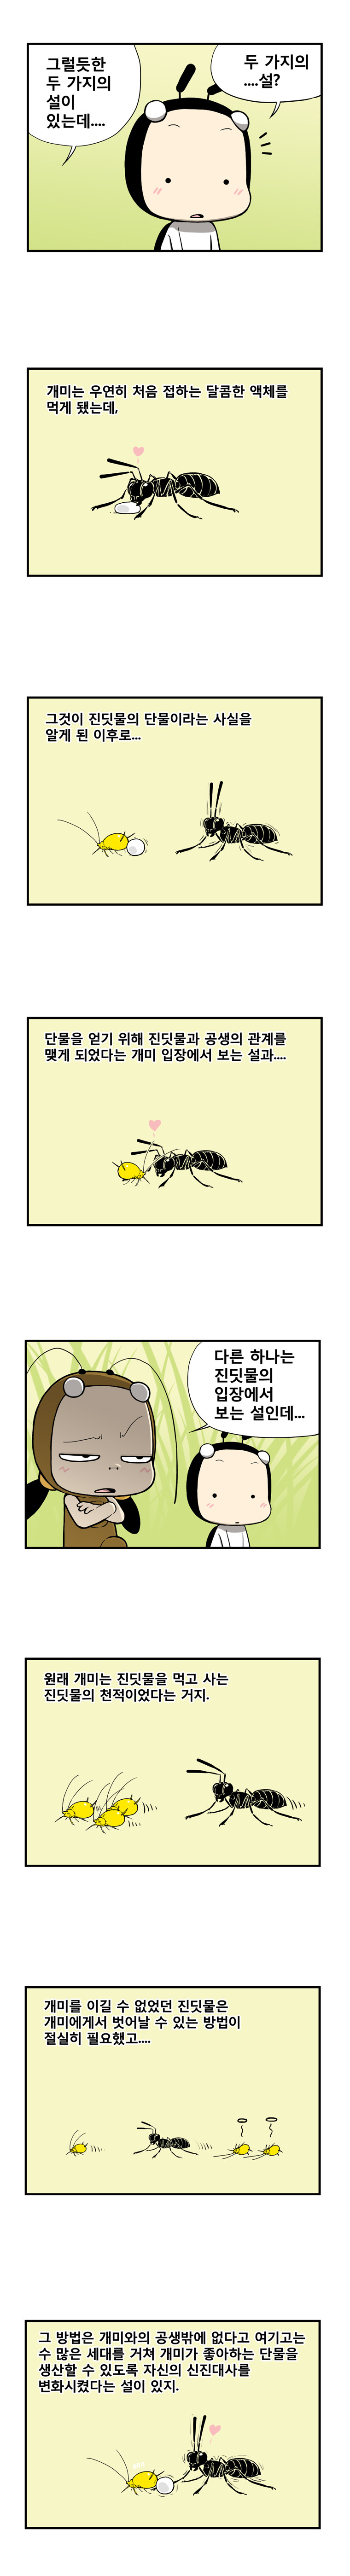 그럴듯한
두 가지의
설이
있는데....
두 가지의
....설?
개미는 우연히 처음 접하는 달콤한 액체를
먹게 됐는데,
그것이 진딧물의 단물이라는 사실을
알게 된 이후로...
단물을 얻기 위해 진딧물과 공생의 관계를
맺게 되었다는 개미 입장에서 보는 설과....
다른 하나는
진딧물의
입장에서
보는 설인데...
원래 개미는 진딧물을 먹고 사는
진딧물의 천적이었다는 거지.
개미를 이길 수 없었던 진딧물은
개미에게서 벗어날 수 있는 방법이
절실히 필요했고....
그 방법은 개미와의 공생밖에 없다고 여기고는
수 많은 세대를 거쳐 개미가 좋아하는 단물을
생산할 수 있도록 자신의 신진대사를
변화시켰다는 설이 있지.